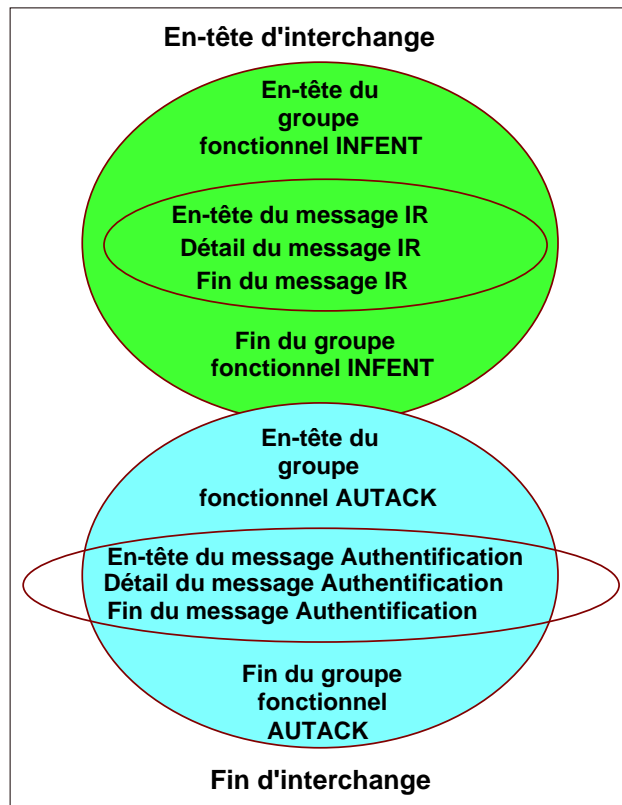 En-tête d'interchange
En-tête du
groupe
fonctionnel INFENT
En-tête du message IR
Détail du message IR
Fin du message IR
Fin du groupe
fonctionnel INFENT
En-tête du
groupe
fonctionnel AUTACK
En-tête du message Authentification
Détail du message Authentification
Fin du message Authentification
Fin du groupe
fonctionnel
AUTACK
Fin d'interchange